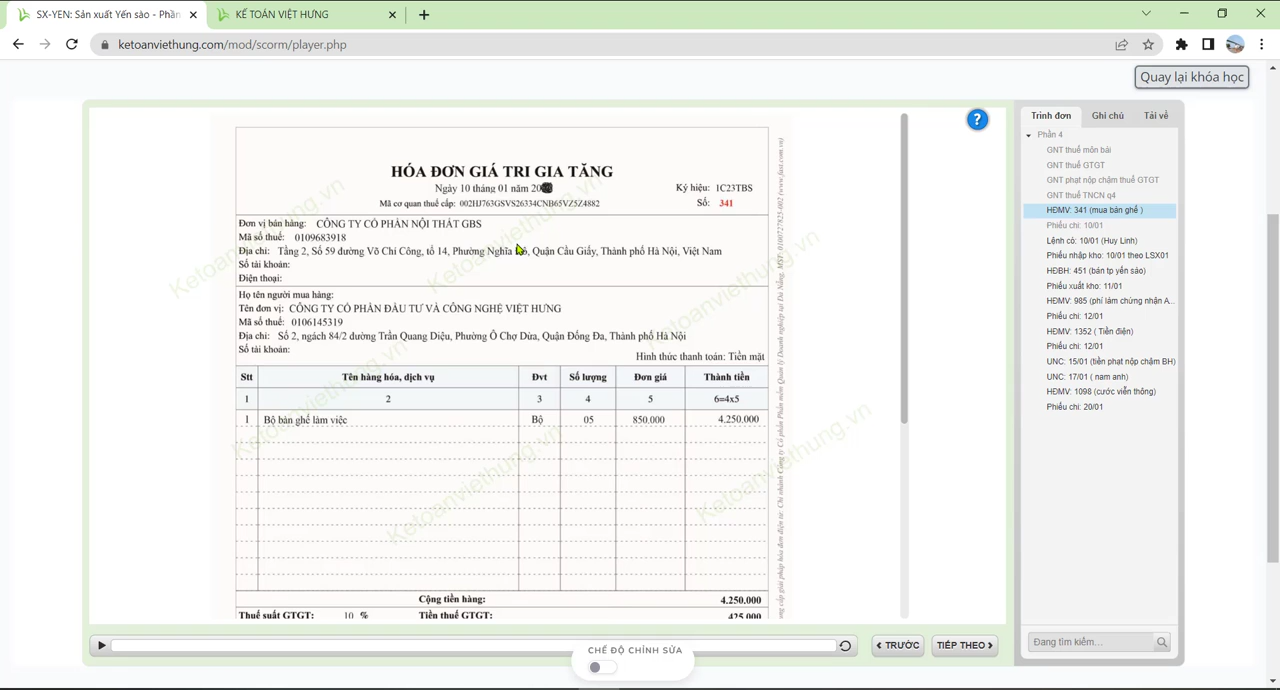 SX-YEN: Sản xuất Yến sào - Phần
KẾ TOÁN VIỆT HƯNG
ketoanviethung.com/mod/scorm/player.php
Quay lại khóa học
HÓA ĐƠN GIÁ TRỊ GIA TĂNG
Ngày 10 tháng 01 năm 20
Ký hiệu: 1C23TBS
Mã cơ quan thuế cấp: 002HJ763GSVS26334CNB65VZ5Z4882
Số: 341
Đơn vị bán hàng: CÔNG TY CỔ PHẦN NỘI THẤT GBS
Mã số thuế: 0109683918
Địa chỉ: Tầng 2, Số 59 đường Võ Chí Công, tổ 14, Phường Nghĩa Đô, Quận Cầu Giấy, Thành phố Hà Nội, Việt Nam
Số tài khoản:
Điện thoại:
Họ tên người mua hàng:
Tên đơn vị: CÔNG TY CỔ PHẦN ĐẦU TƯ VÀ CÔNG NGHỆ VIỆT HƯNG
Mã số thuế: 0106145319
Địa chỉ: Số 2, ngách 84/2 đường Trần Quang Diệu, Phường Ô Chợ Dừa, Quận Đống Đa, Thành phố Hà Nội
Số tài khoản:
Hình thức thanh toán: Tiền mặt
Stt Tên hàng hóa, dịch vụ Đvt Số lượng Đơn giá Thành tiền
1 2 3 4 5 6=4x5
1 Bộ bàn ghế làm việc Bộ 05 850.000 4.250.000
Cộng tiền hàng: 4.250.000
Thuế suất GTGT: 10 % Tiền thuế GTGT: 425.000
Ketoanviethung.vn
Ketoanviethung.vn
Ketoanviethung.vn
Ketoanviethung.vn
Ketoanviethung.vn
Ketoanviethung.vn
?
Trình đơn Ghi chú Tải về
Phần 4
GNT thuế môn bài
GNT thuế GTGT
GNT phạt nộp chậm thuế GTGT
GNT thuế TNCN q4
HĐMV: 341 (mua bàn ghế )
Phiếu chi: 10/01
Lệnh có: 10/01 (Huy Linh)
Phiếu nhập kho: 10/01 theo LSX01
HĐBH: 451 (bán tp yến sào)
Phiếu xuất kho: 11/01
HĐMV: 985 (phí làm chứng nhận A...
Phiếu chi: 12/01
HĐMV: 1352 ( Tiền điện)
Phiếu chi: 12/01
UNC: 15/01 (tiền phạt nộp chậm BH)
UNC: 17/01 ( nam anh)
HĐMV: 1098 (cước viễn thông)
Phiếu chi: 20/01
Đang tìm kiếm...
TRƯỚC
TIẾP THEO
CHẾ ĐỘ CHỈNH SỬA